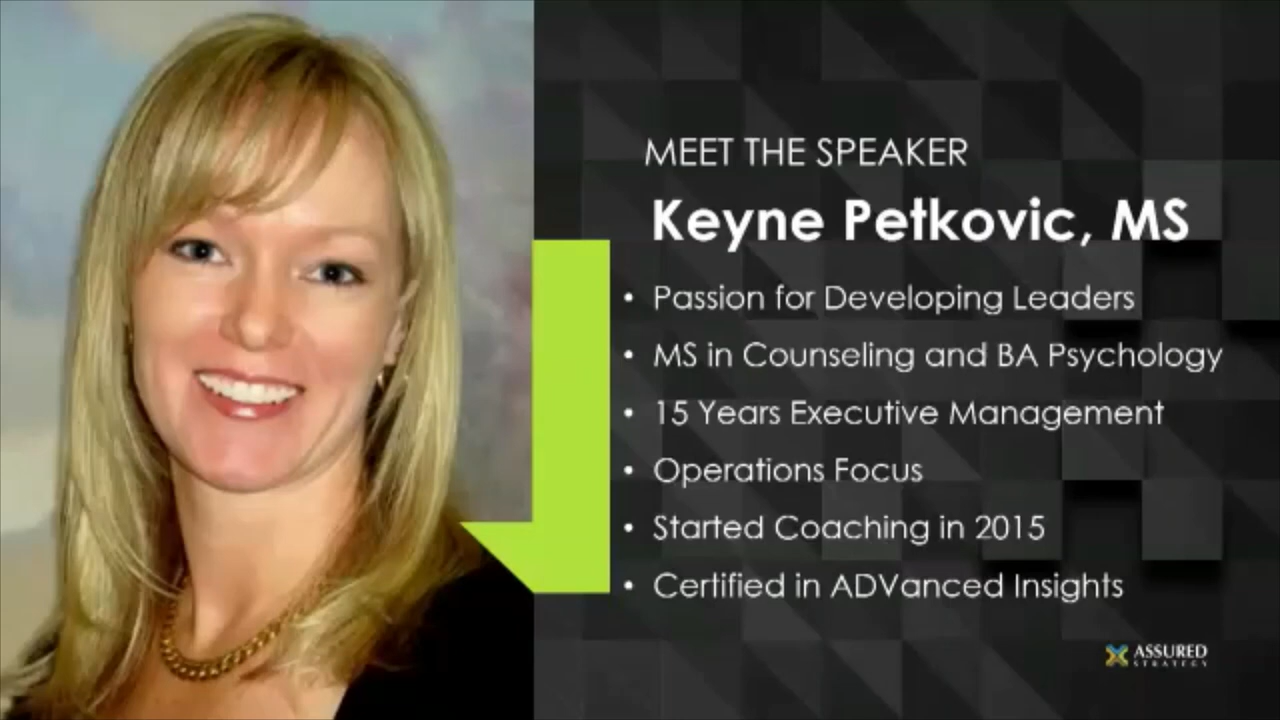 MEET THE SPEAKER
Keyne Petkovic, MS
• Passion for Developing Leaders
• MS in Counseling and BA Psychology
• 15 Years Executive Management
• Operations Focus
• Started Coaching in 2015
• Certified in ADVanced Insights
ASSURED
STRATEGY